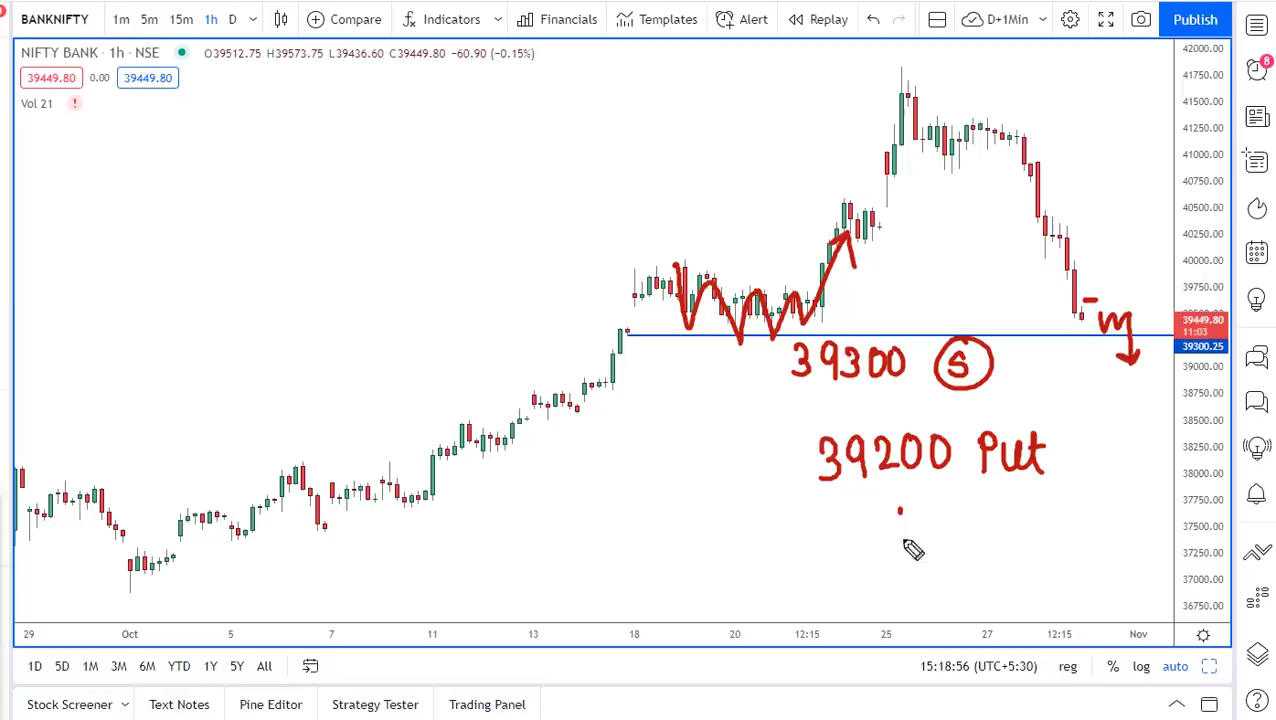 BANKNIFTY 1m 5m 15m 1h D Compare Indicators Financials Templates Alert Replay D+1Min Publish
NIFTY BANK · 1h · NSE O39512.75 H39573.75 L39436.60 C39449.80 −60.90 (−0.15%)
39449.80 0.00 39449.80
Vol 21 !
8
42000.00
41750.00
41500.00
41250.00
41000.00
40750.00
40500.00
40250.00
40000.00
39750.00
39449.80
11:03
39300.25
39000.00
38750.00
38500.00
38250.00
38000.00
37750.00
37500.00
37250.00
37000.00
36750.00
m
39300 S
39200 Put
29 Oct 5 7 11 13 18 20 12:15 25 27 12:15 Nov
1D 5D 1M 3M 6M YTD 1Y 5Y All 15:18:56 (UTC+5:30) reg % log auto
Stock Screener Text Notes Pine Editor Strategy Tester Trading Panel